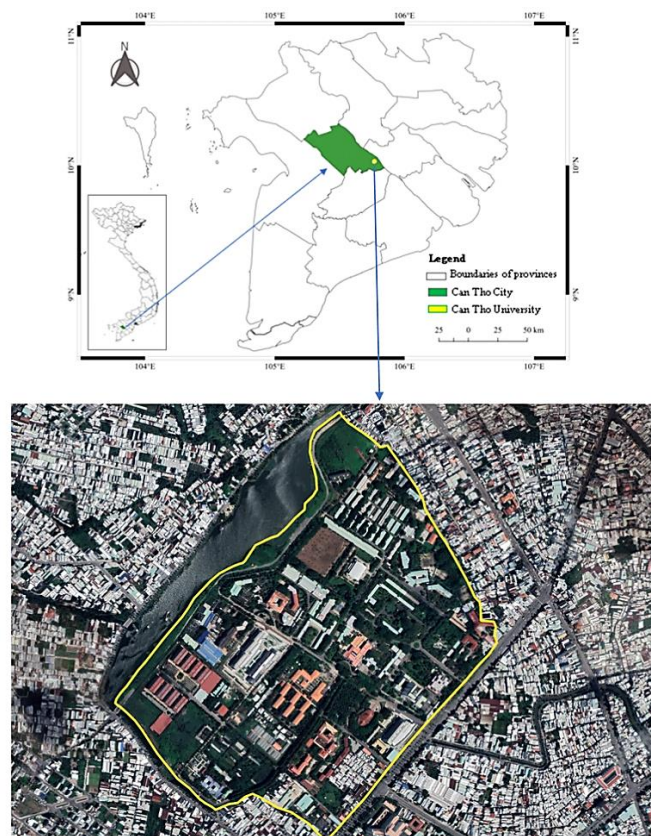 N
11°N
11°N
10°N
10°N
9°N
9°N
Legend
Boundaries of provinces
Can Tho City
Can Tho University
25 0 25 50 km
104°E 105°E 106°E 107°E
104°E 105°E 106°E 107°E